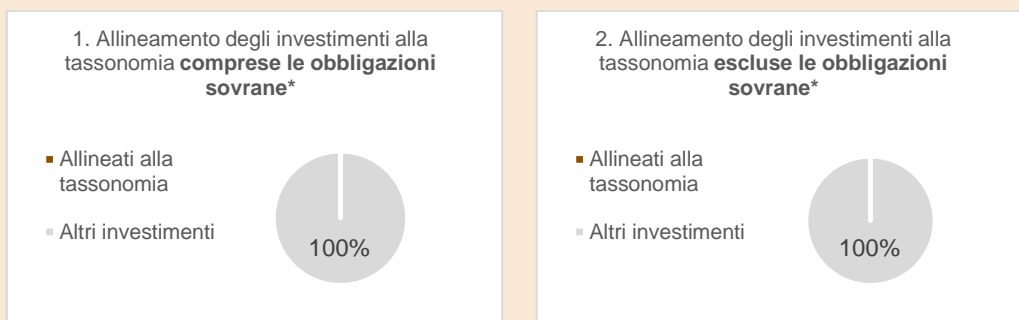 1. Allineamento degli investimenti alla
tassonomia comprese le obbligazioni
sovrane*
Allineati alla
tassonomia
Altri investimenti
100%
2. Allineamento degli investimenti alla
tassonomia escluse le obbligazioni
sovrane*
Allineati alla
tassonomia
Altri investimenti
100%